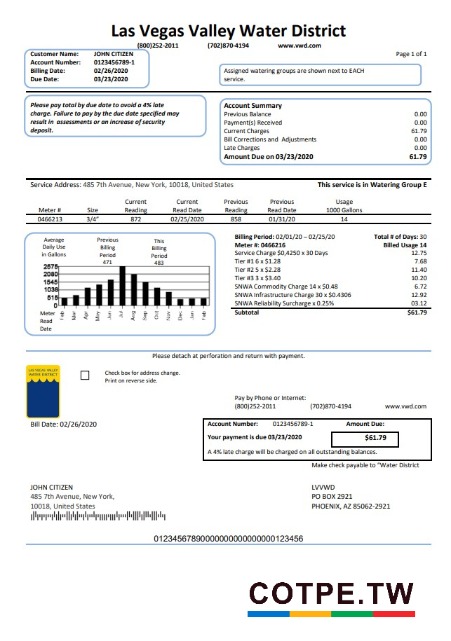 Las Vegas Valley Water District
(800)252-2011 (702)870-4194 www.vwd.com
Page 1 of 1
Customer Name: JOHN CITIZEN
Account Number: 0123456789-1
Billing Date: 02/26/2020
Due Date: 03/23/2020
Assigned watering groups are shown next to EACH
service.
Please pay total by due date to avoid a 4% late
charge. Failure to pay by the due date specified may
result in assessments or an increase of security
deposit.
Account Summary
Previous Balance 0.00
Payment(s) Received 0.00
Current Charges 61.79
Bill Corrections and Adjustments 0.00
Late Charges 0.00
Amount Due on 03/23/2020 61.79
Service Address: 485 7th Avenue, New York, 10018, United States This service is in Watering Group E
Meter # Size Current Reading Current Read Date Previous Reading Previous Read Date Usage 1000 Gallons
0466213 3/4" 872 02/25/2020 858 01/31/20 14
Average Daily Use in Gallons
Previous Billing Period 471
This Billing Period 483
2575
2080
1545
1038
515
0
Meter Read Date
Feb Mar Apr May Jun Jul Aug Sep Oct Nov Dec Jan Feb
Billing Period: 02/01/20 – 02/25/20 Total # of Days: 30
Meter #: 0466216 Billed Usage 14
Service Charge $0,4250 x 30 Days 12.75
Tier #1 6 x $1.28 7.68
Tier #2 5 x $2.28 11.40
Tier #3 3 x $3.40 10.20
SNWA Commodity Charge 14 x $0.48 6.72
SNWA Infrastructure Charge 30 x $0.4306 12.92
SNWA Reliability Surcharge x 0.25% 03.12
Subtotal $61.79
Please detach at perforation and return with payment.
LAS VEGAS VALLEY
WATER DISTRICT
Check box for address change.
Print on reverse side.
Pay by Phone or Internet:
(800)252-2011 (702)870-4194 www.vwd.com
Bill Date: 02/26/2020
Account Number: 0123456789-1 Amount Due:
Your payment is due 03/23/2020 $61.79
A 4% late charge will be charged on all outstanding balances.
Make check payable to "Water District
JOHN CITIZEN
485 7th Avenue, New York,
10018, United States
LVVWD
PO BOX 2921
PHOENIX, AZ 85062-2921
01234567890000000000000000123456
COTPE.TW